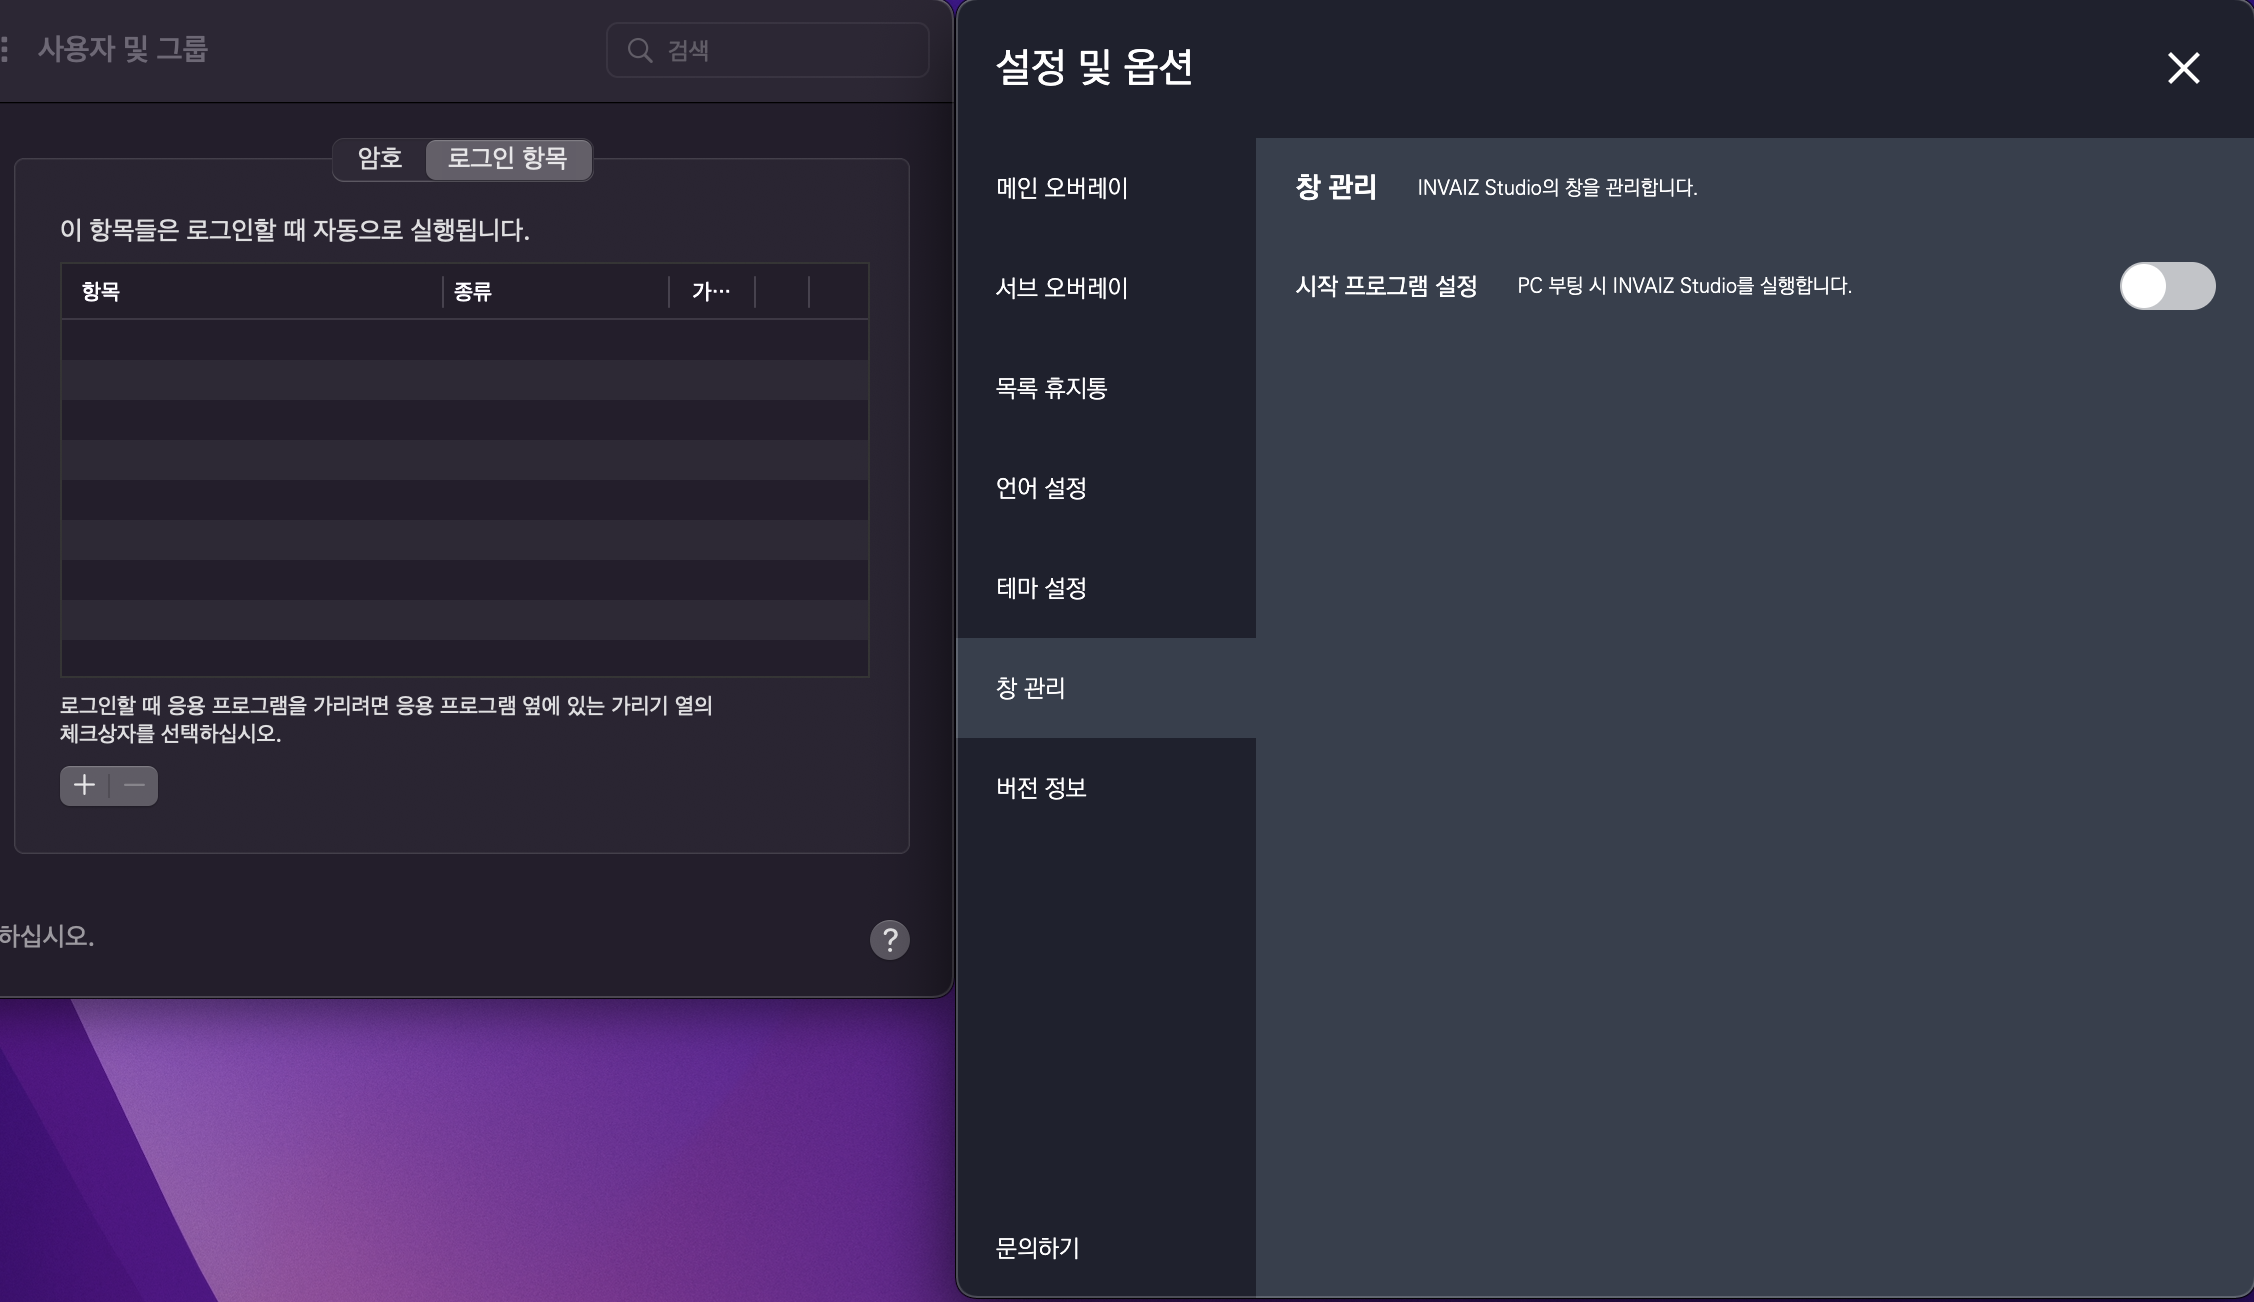 사용자 및 그룹
검색
암호
로그인 항목
이 항목들은 로그인할 때 자동으로 실행됩니다.
항목
종류
가…
로그인할 때 응용 프로그램을 가리려면 응용 프로그램 옆에 있는 가리기 열의
체크상자를 선택하십시오.
하십시오.
?
설정 및 옵션
메인 오버레이
서브 오버레이
목록 휴지통
언어 설정
테마 설정
창 관리
버전 정보
문의하기
창 관리 INVAIZ Studio의 창을 관리합니다.
시작 프로그램 설정 PC 부팅 시 INVAIZ Studio를 실행합니다.